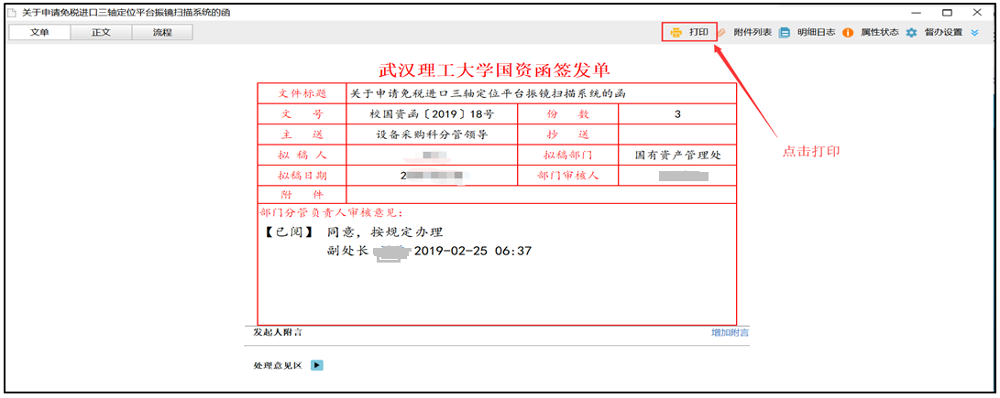 关于申请免税进口三轴定位平台振镜扫描系统的函
文单 正文 流程 打印 附件列表 明细日志 属性状态 督办设置
武汉理工大学国资函签发单
文件标题 关于申请免税进口三轴定位平台振镜扫描系统的函
文 号 校国资函〔2019〕18号 份 数 3
主 送 设备采购科分管领导 抄 送
点击打印
拟稿人 拟稿部门 国有资产管理处
拟稿日期 2 部门审核人
附 件
部门分管负责人审核意见:
【已阅】 同意,按规定办理
副处长 2019-02-25 06:37
发起人附言 增加附言
处理意见区